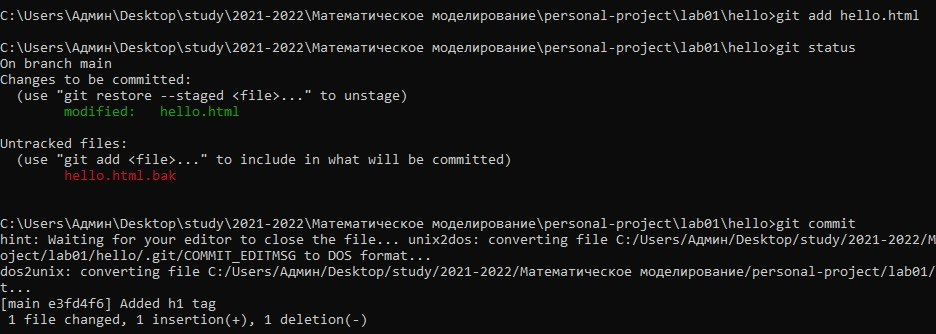 C:\Users\Админ\Desktop\study\2021-2022\Математическое моделирование\personal-project\lab01\hello>git add hello.html
C:\Users\Админ\Desktop\study\2021-2022\Математическое моделирование\personal-project\lab01\hello>git status
On branch main
Changes to be committed:
  (use "git restore --staged <file>..." to unstage)
        modified:   hello.html
Untracked files:
  (use "git add <file>..." to include in what will be committed)
        hello.html.bak
C:\Users\Админ\Desktop\study\2021-2022\Математическое моделирование\personal-project\lab01\hello>git commit
hint: Waiting for your editor to close the file... unix2dos: converting file C:/Users/Админ/Desktop/study/2021-2022/М
oject/lab01/hello/.git/COMMIT_EDITMSG to DOS format...
dos2unix: converting file C:/Users/Админ/Desktop/study/2021-2022/Математическое моделирование/personal-project/lab01/
t...
[main e3fd4f6] Added h1 tag
 1 file changed, 1 insertion(+), 1 deletion(-)